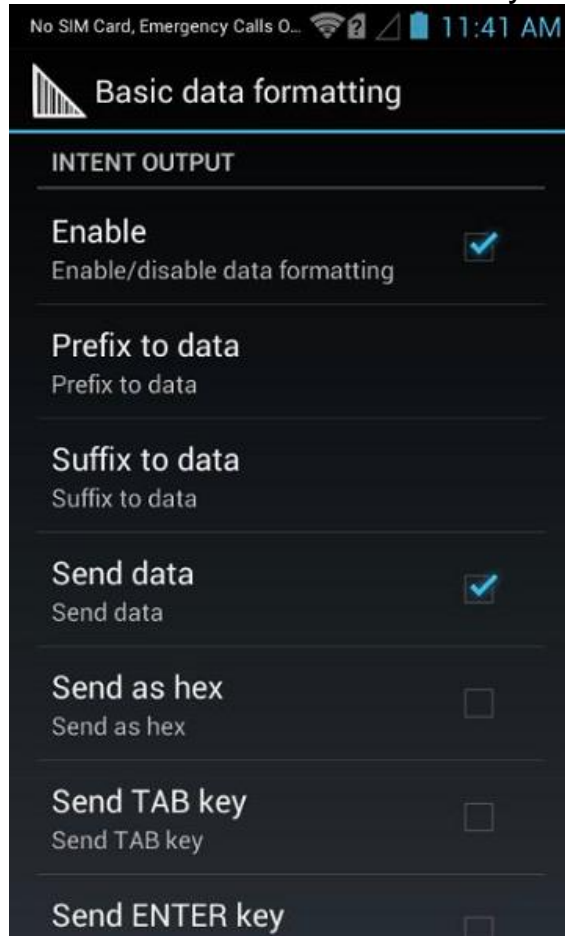 No SIM Card, Emergency Calls O... 11:41 AM
Basic data formatting
INTENT OUTPUT
Enable
Enable/disable data formatting
Prefix to data
Prefix to data
Suffix to data
Suffix to data
Send data
Send data
Send as hex
Send as hex
Send TAB key
Send TAB key
Send ENTER key